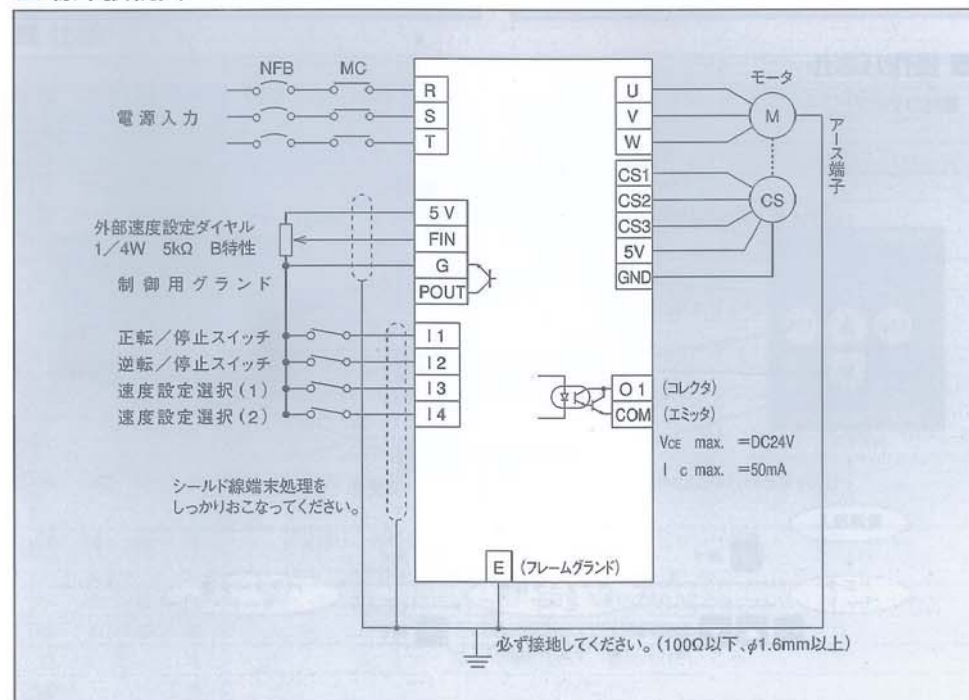 NFB
MC
電源入力
R
S
T
U
V
W
モータ
M
アース端子
CS1
CS2
CS3
5V
GND
CS
外部速度設定ダイヤル
1／4W 5kΩ B特性
制御用グランド
5V
FIN
G
POUT
正転／停止スイッチ
逆転／停止スイッチ
速度設定選択(1)
速度設定選択(2)
I1
I2
I3
I4
O1 (コレクタ)
COM (エミッタ)
VCE max. =DC24V
I c max. =50mA
シールド線端末処理を
しっかりおこなってください。
E (フレームグランド)
必ず接地してください。(100Ω以下、φ1.6mm以上)